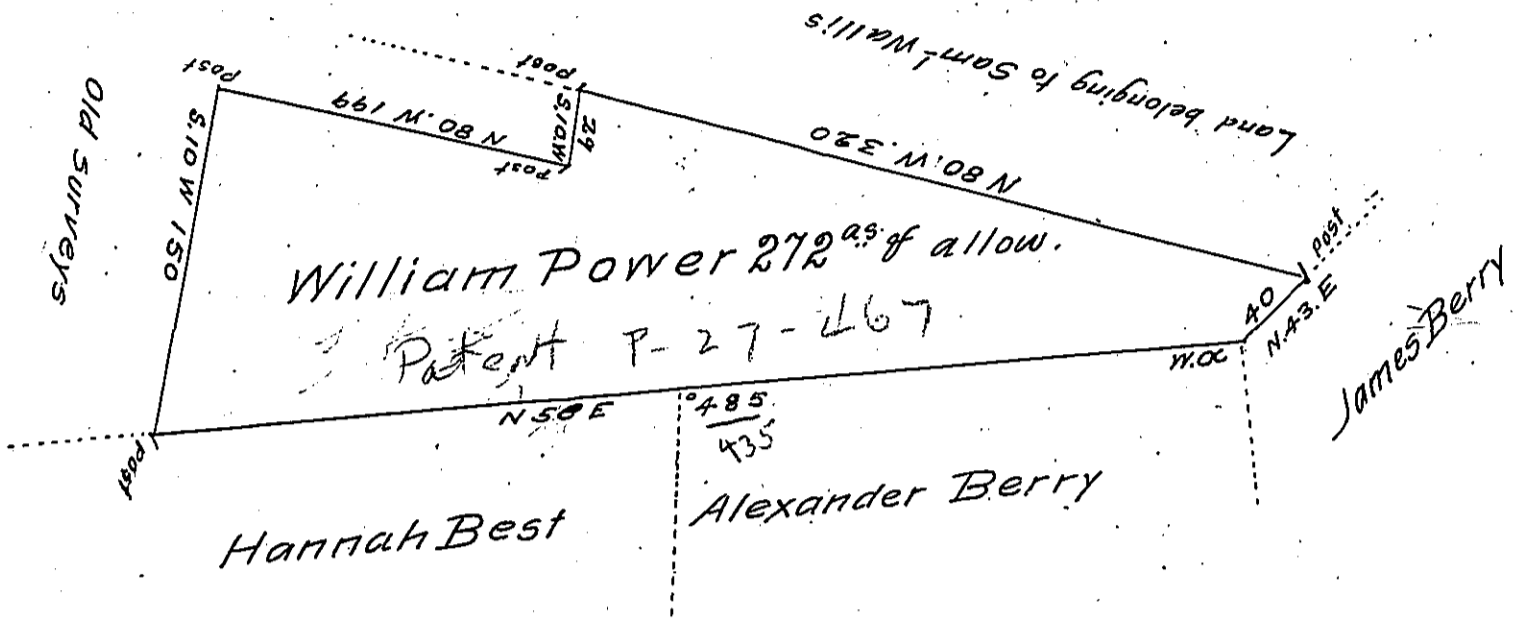 Land belonging to Sam.l Wallis
Old Surveys
Post
N 80. W 199
Post
S. 10 W
29
Post
N 80. W. 320
Post
40
N. 43. E
James Berry
S. 10 W 150
William Power 272 as. of allow.
Patent P-27-467
W. O
Post
485
435
Hannah Best
Alexander Berry